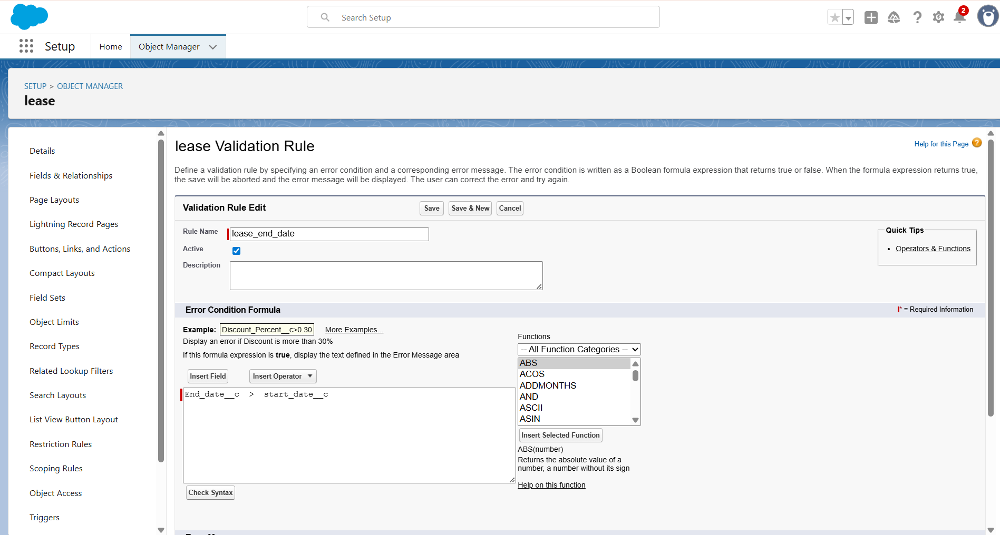 Search Setup
2
Setup
Home
Object Manager
SETUP > OBJECT MANAGER
lease
Details
Fields & Relationships
Page Layouts
Lightning Record Pages
Buttons, Links, and Actions
Compact Layouts
Field Sets
Object Limits
Record Types
Related Lookup Filters
Search Layouts
List View Button Layout
Restriction Rules
Scoping Rules
Object Access
Triggers
lease Validation Rule
Help for this Page ?
Define a validation rule by specifying an error condition and a corresponding error message. The error condition is written as a Boolean formula expression that returns true or false. When the formula expression returns true,
the save will be aborted and the error message will be displayed. The user can correct the error and try again.
Validation Rule Edit
Save
Save & New
Cancel
Rule Name
lease_end_date
Active
Description
Quick Tips
• Operators & Functions
Error Condition Formula
* = Required Information
Example: Discount_Percent__c>0.30 More Examples...
Display an error if Discount is more than 30%
If this formula expression is true, display the text defined in the Error Message area
Insert Field
Insert Operator
End_date__c > start_date__c
Check Syntax
Functions
-- All Function Categories --
ABS
ACOS
ADDMONTHS
AND
ASCII
ASIN
Insert Selected Function
ABS(number)
Returns the absolute value of a
number, a number without its sign
Help on this function